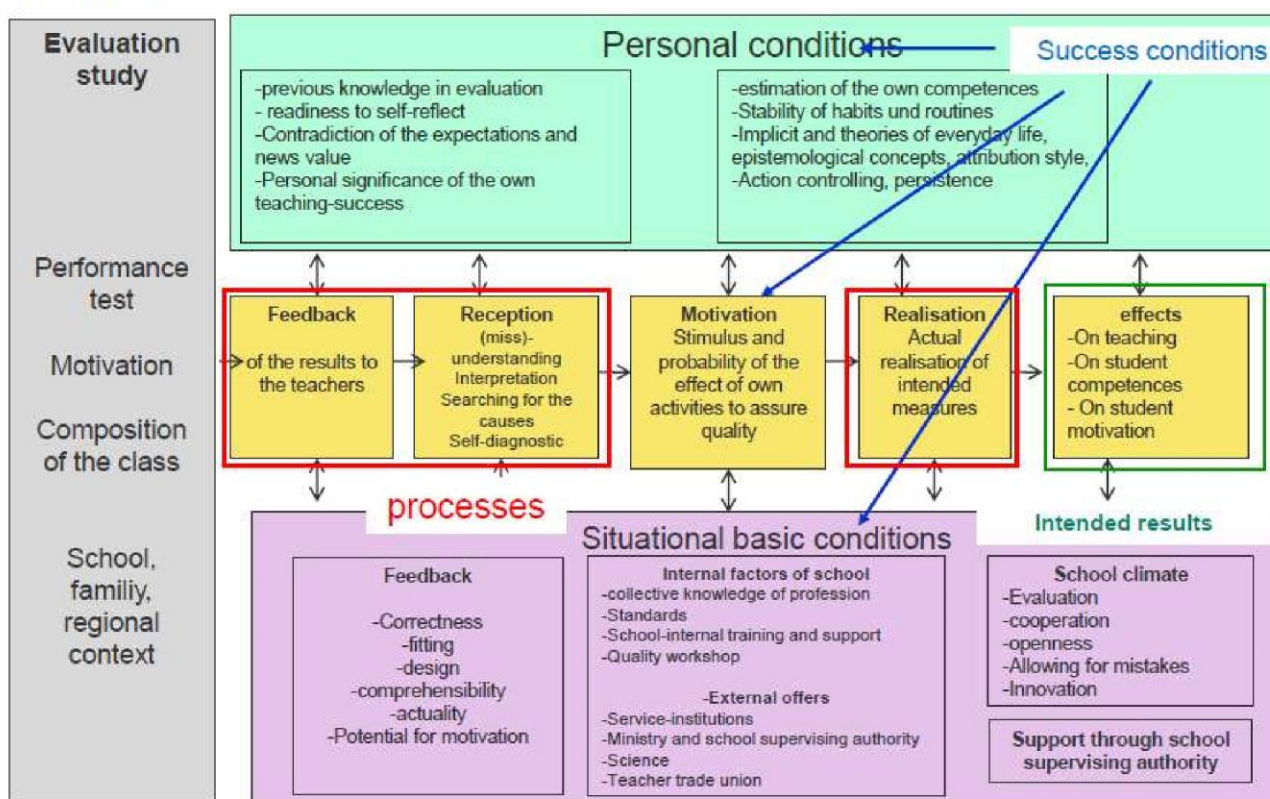 Evaluation
study
Performance
test
Motivation
Composition
of the class
School,
familiy,
regional
context
Personal conditions
Success conditions
-previous knowledge in evaluation
- readiness to self-reflect
-Contradiction of the expectations and
news value
-Personal significance of the own
teaching-success
-estimation of the own competences
-Stability of habits und routines
-Implicit and theories of everyday life,
epistemological concepts, attribution style,
-Action controlling, persistence
Feedback
of the results to
the teachers
Reception
(miss)-
understanding
Interpretation
Searching for the
causes
Self-diagnostic
Motivation
Stimulus and
probability of the
effect of own
activities to assure
quality
Realisation
Actual
realisation of
intended
measures
effects
-On teaching
-On student
competences
- On student
motivation
processes
Intended results
Situational basic conditions
Feedback
-Correctness
-fitting
-design
-comprehensibility
-actuality
-Potential for motivation
Internal factors of school
-collective knowledge of profession
-Standards
-School-internal training and support
-Quality workshop
-External offers
-Service-institutions
-Ministry and school supervising authority
-Science
-Teacher trade union
School climate
-Evaluation
-cooperation
-openness
-Allowing for mistakes
-Innovation
Support through school
supervising authority